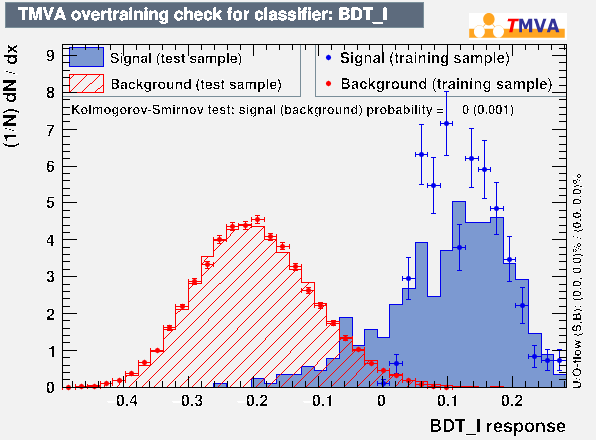 TMVA overtraining check for classifier: BDT_I
TMVA
Signal (test sample)
Background (test sample)
Signal (training sample)
Background (training sample)
Kolmogorov-Smirnov test: signal (background) probability = 0 (0.001)
(1/N) dN / dx
9
8
7
6
5
4
3
2
1
0
-0.4 -0.3 -0.2 -0.1 0 0.1 0.2
BDT_I response
U/O-flow (S,B): (0.0, 0.0)% / (0.0, 0.0)%